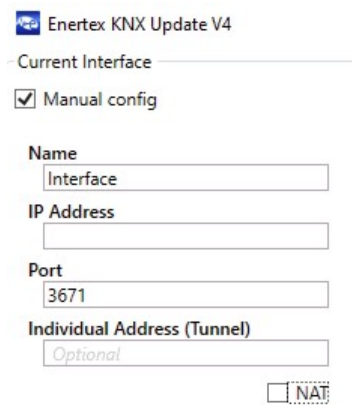 Enertex KNX Update V4
Current Interface
Manual config
Name
Interface
IP Address
Port
3671
Individual Address (Tunnel)
Optional
NAT